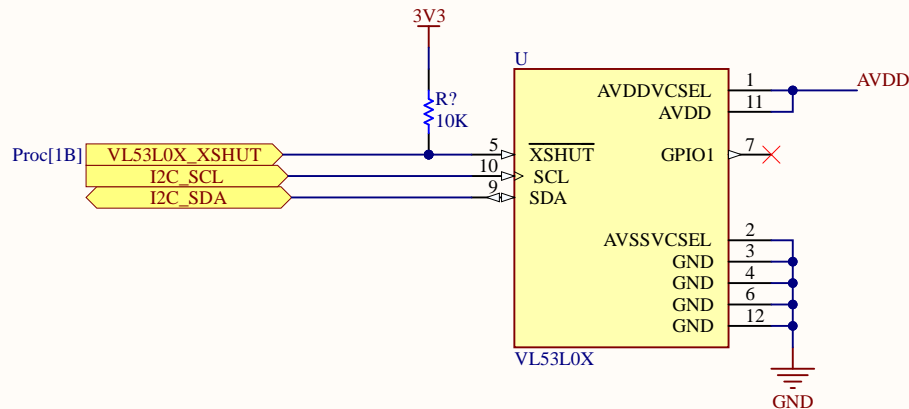 3V3
R?
10K
U
Proc[1B]
VL53L0X_XSHUT
I2C_SCL
I2C_SDA
5
10
9
XSHUT
SCL
SDA
AVDDVCSEL
AVDD
GPIO1
AVSSVCSEL
GND
GND
GND
GND
1
11
7
2
3
4
6
12
AVDD
VL53L0X
GND